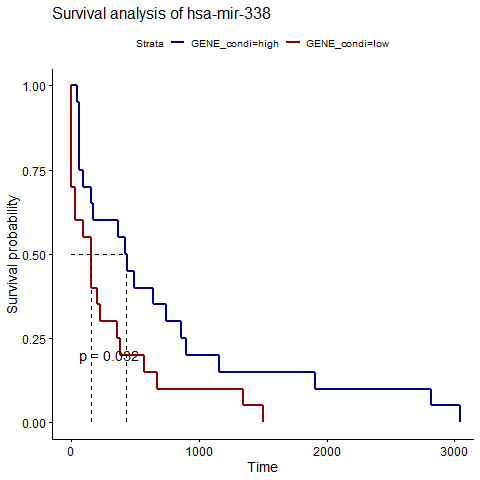 Survival analysis of hsa-mir-338
Strata GENE_condi=high GENE_condi=low
Survival probability
1.00
0.75
0.50
0.25
0.00
p = 0.032
0 1000 2000 3000
Time